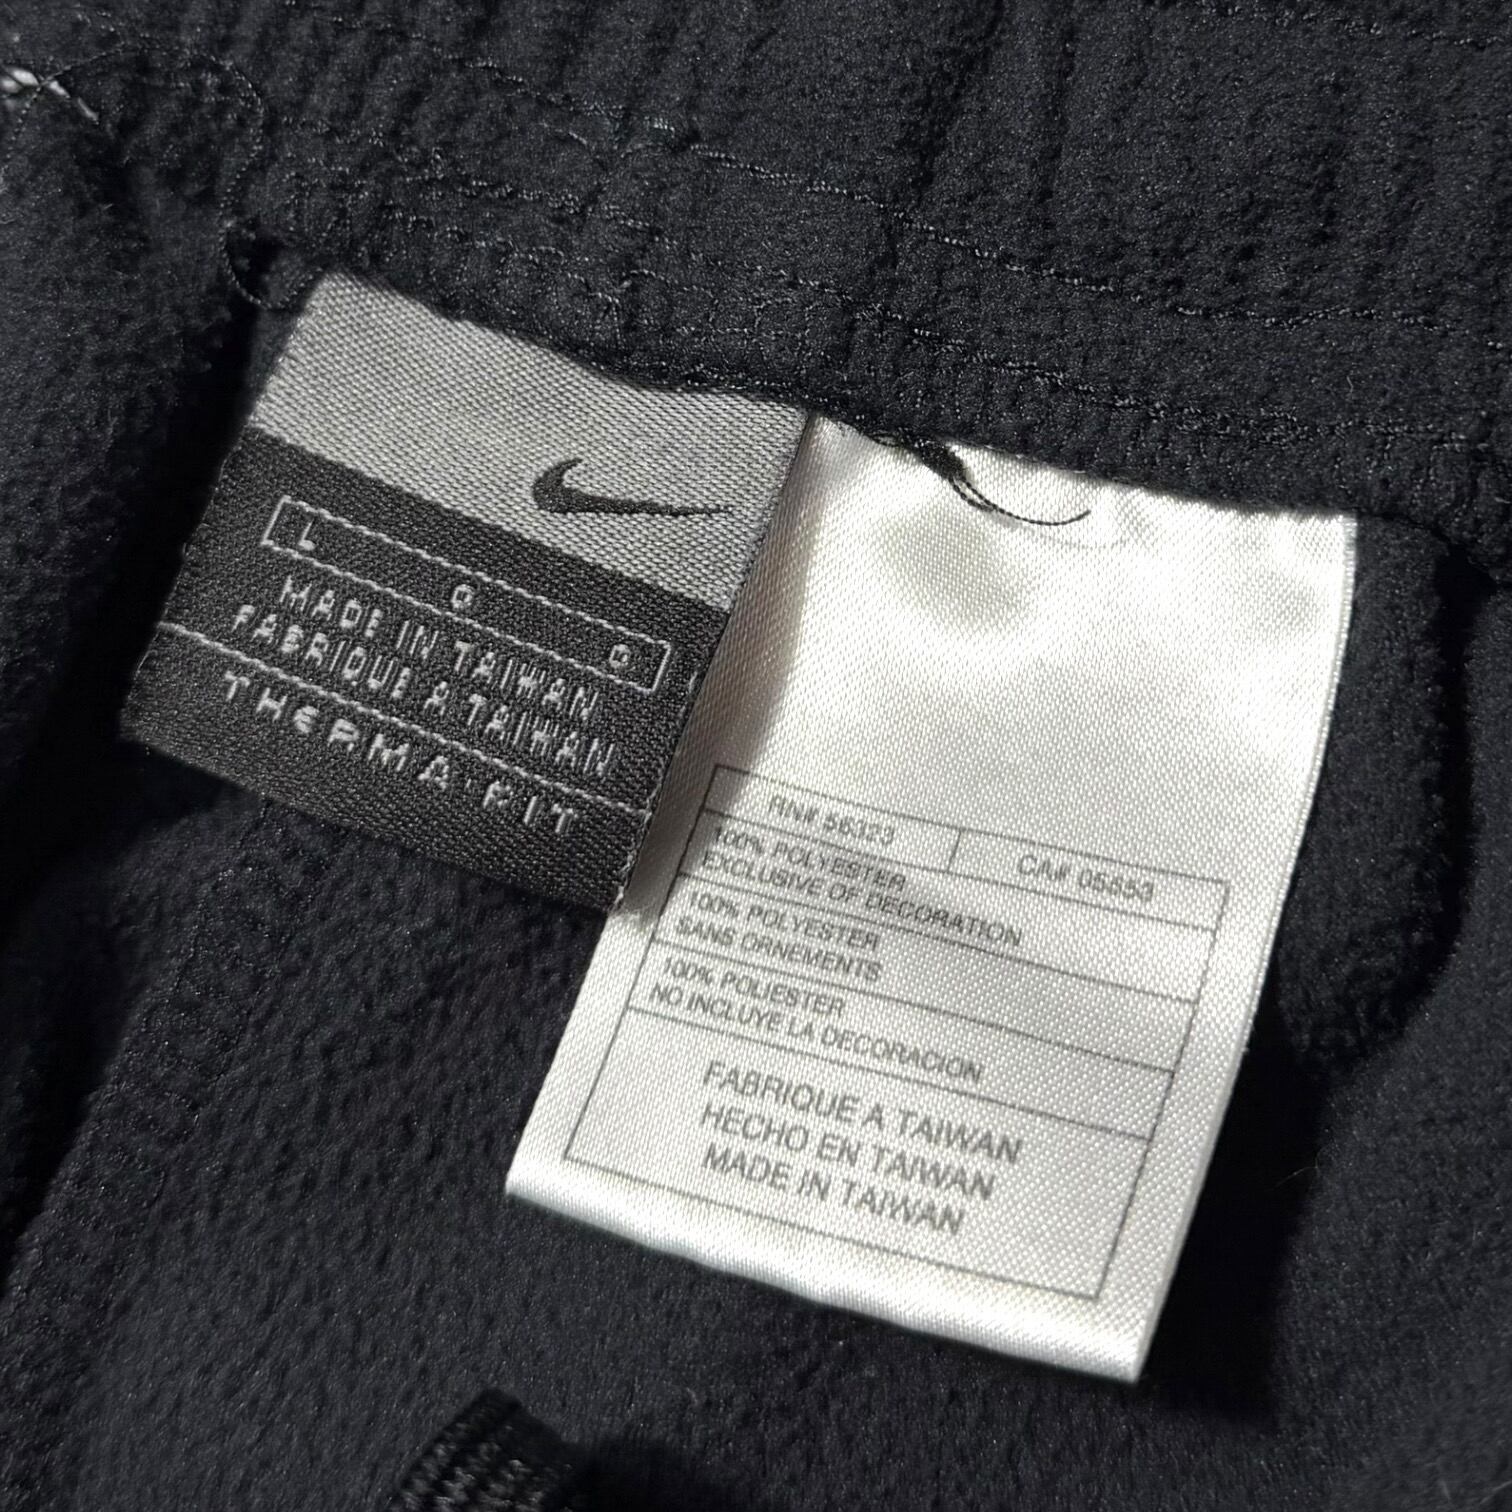 L G G
MADE IN TAIWAN
FABRIQUE A TAIWAN
THERMA-FIT
RN# 56323 CA# 05553
100% POLYESTER
EXCLUSIVE OF DECORATION
100% POLYESTER
SANS ORNEMENTS
100% POLIESTER
NO INCLUYE LA DECORACION
FABRIQUE A TAIWAN
HECHO EN TAIWAN
MADE IN TAIWAN